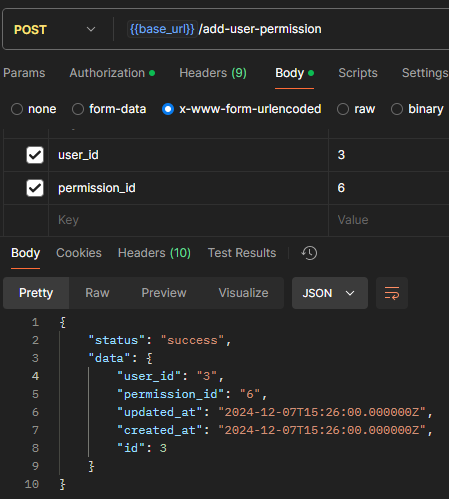 POST {{base_url}} /add-user-permission
Params Authorization Headers (9) Body Scripts Settings
none form-data x-www-form-urlencoded raw binary
user_id 3
permission_id 6
Key Value
Body Cookies Headers (10) Test Results
Pretty Raw Preview Visualize JSON
1 {
2 "status": "success",
3 "data": {
4 "user_id": "3",
5 "permission_id": "6",
6 "updated_at": "2024-12-07T15:26:00.000000Z",
7 "created_at": "2024-12-07T15:26:00.000000Z",
8 "id": 3
9 }
10 }